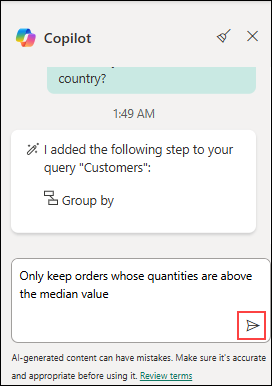 Copilot
country?
1:49 AM
I added the following step to your
query "Customers":
Group by
Only keep orders whose quantities are above
the median value
AI-generated content can have mistakes. Make sure it's accurate
and appropriate before using it. Review terms